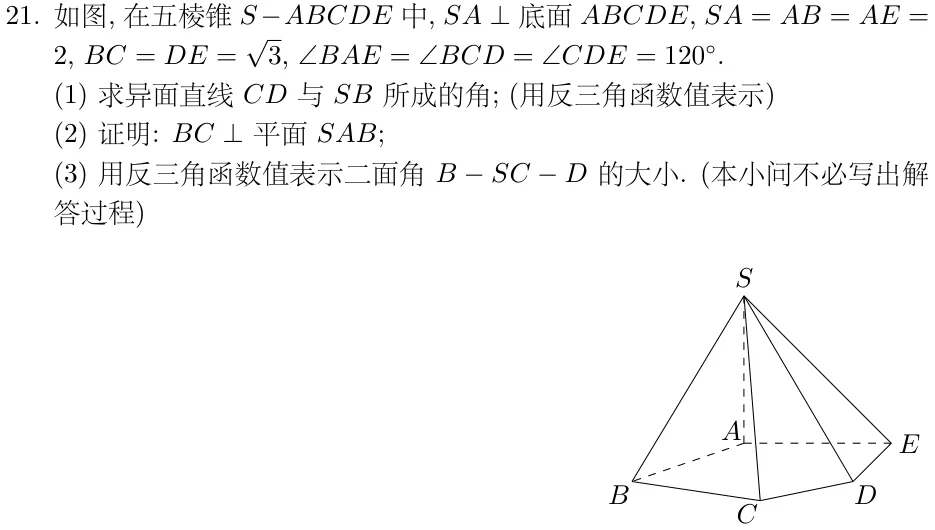 21. 如图, 在五棱锥 S−ABCDE 中, SA ⊥ 底面 ABCDE, SA = AB = AE =
2, BC = DE = √3, ∠BAE = ∠BCD = ∠CDE = 120°.
(1) 求异面直线 CD 与 SB 所成的角; (用反三角函数值表示)
(2) 证明: BC ⊥ 平面 SAB;
(3) 用反三角函数值表示二面角 B − SC − D 的大小. (本小问不必写出解
答过程)
S
A
E
B
D
C